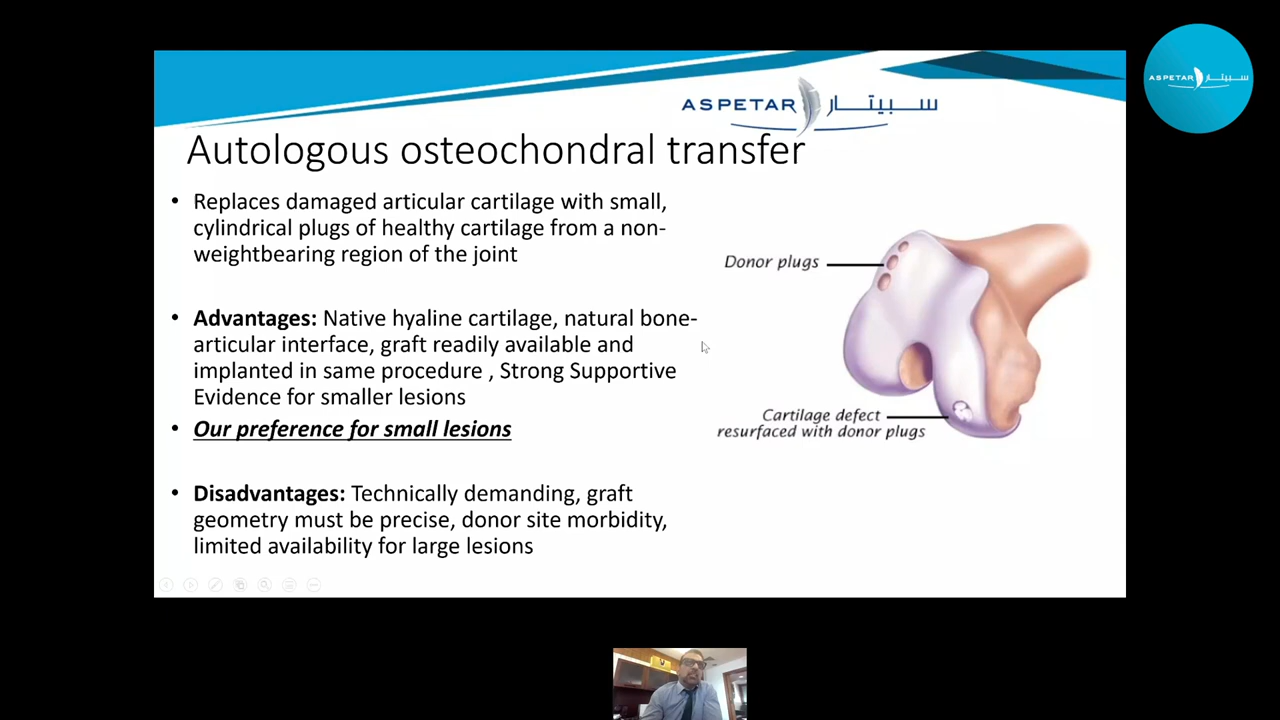 ASPETAR سبيتار
ASPETAR سبيتار
Autologous osteochondral transfer
• Replaces damaged articular cartilage with small,
cylindrical plugs of healthy cartilage from a non-
weightbearing region of the joint
• Advantages: Native hyaline cartilage, natural bone-
articular interface, graft readily available and
implanted in same procedure , Strong Supportive
Evidence for smaller lesions
• Our preference for small lesions
• Disadvantages: Technically demanding, graft
geometry must be precise, donor site morbidity,
limited availability for large lesions
Donor plugs
Cartilage defect
resurfaced with donor plugs